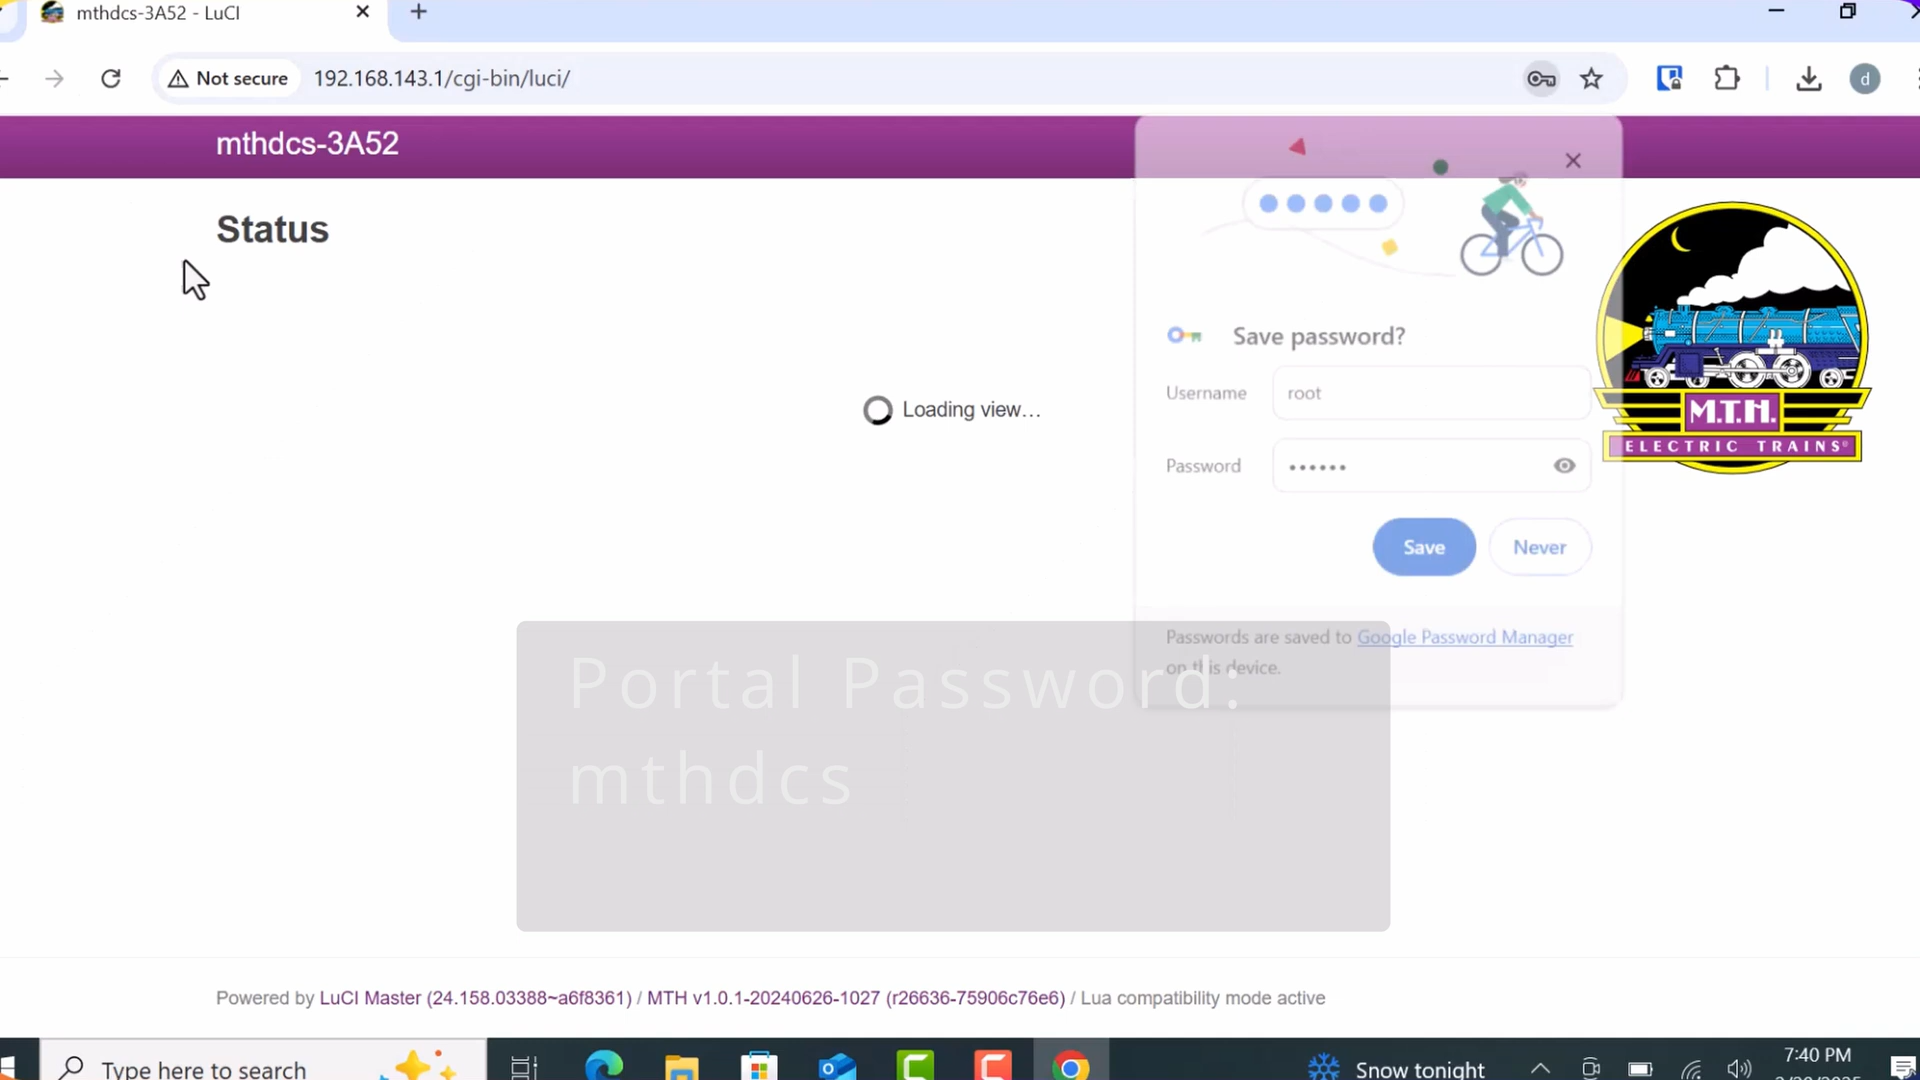 mthdcs-3A52 - LuCI
Not secure 192.168.143.1/cgi-bin/luci/
d
mthdcs-3A52
Status
Loading view...
Save password?
Username root
Password
Save Never
Passwords are saved to Google Password Manager
on this device.
M.T.H.
ELECTRIC TRAINS
Portal Password:
mthdcs
Powered by LuCI Master (24.158.03388~a6f8361) / MTH v1.0.1-20240626-1027 (r26636-75906c76e6) / Lua compatibility mode active
Type here to search
Snow tonight
7:40 PM